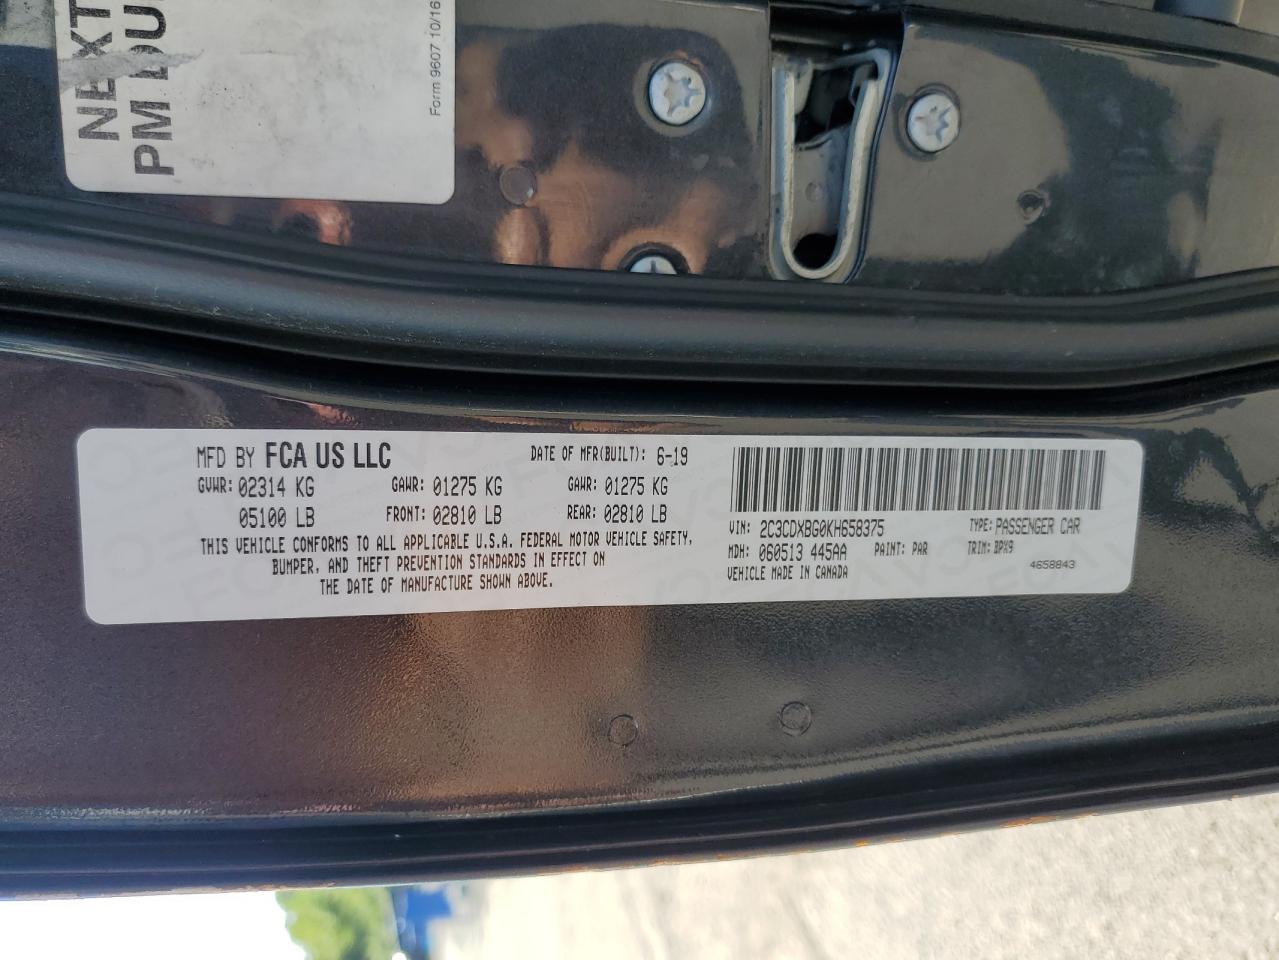 NEXT
PM DU
Form 9607 10/16
MFD BY FCA US LLC DATE OF MFR(BUILT): 6-19
GVWR: 02314 KG GAWR: 01275 KG GAWR: 01275 KG
05100 LB FRONT: 02810 LB REAR: 02810 LB
THIS VEHICLE CONFORMS TO ALL APPLICABLE U.S.A. FEDERAL MOTOR VEHICLE SAFETY,
BUMPER, AND THEFT PREVENTION STANDARDS IN EFFECT ON
THE DATE OF MANUFACTURE SHOWN ABOVE.
VIN: 2C3CDXBG0KH658375 TYPE: PASSENGER CAR
MDH: 060513 445AA PAINT: PAR TRIM: BPX9
VEHICLE MADE IN CANADA 4658843